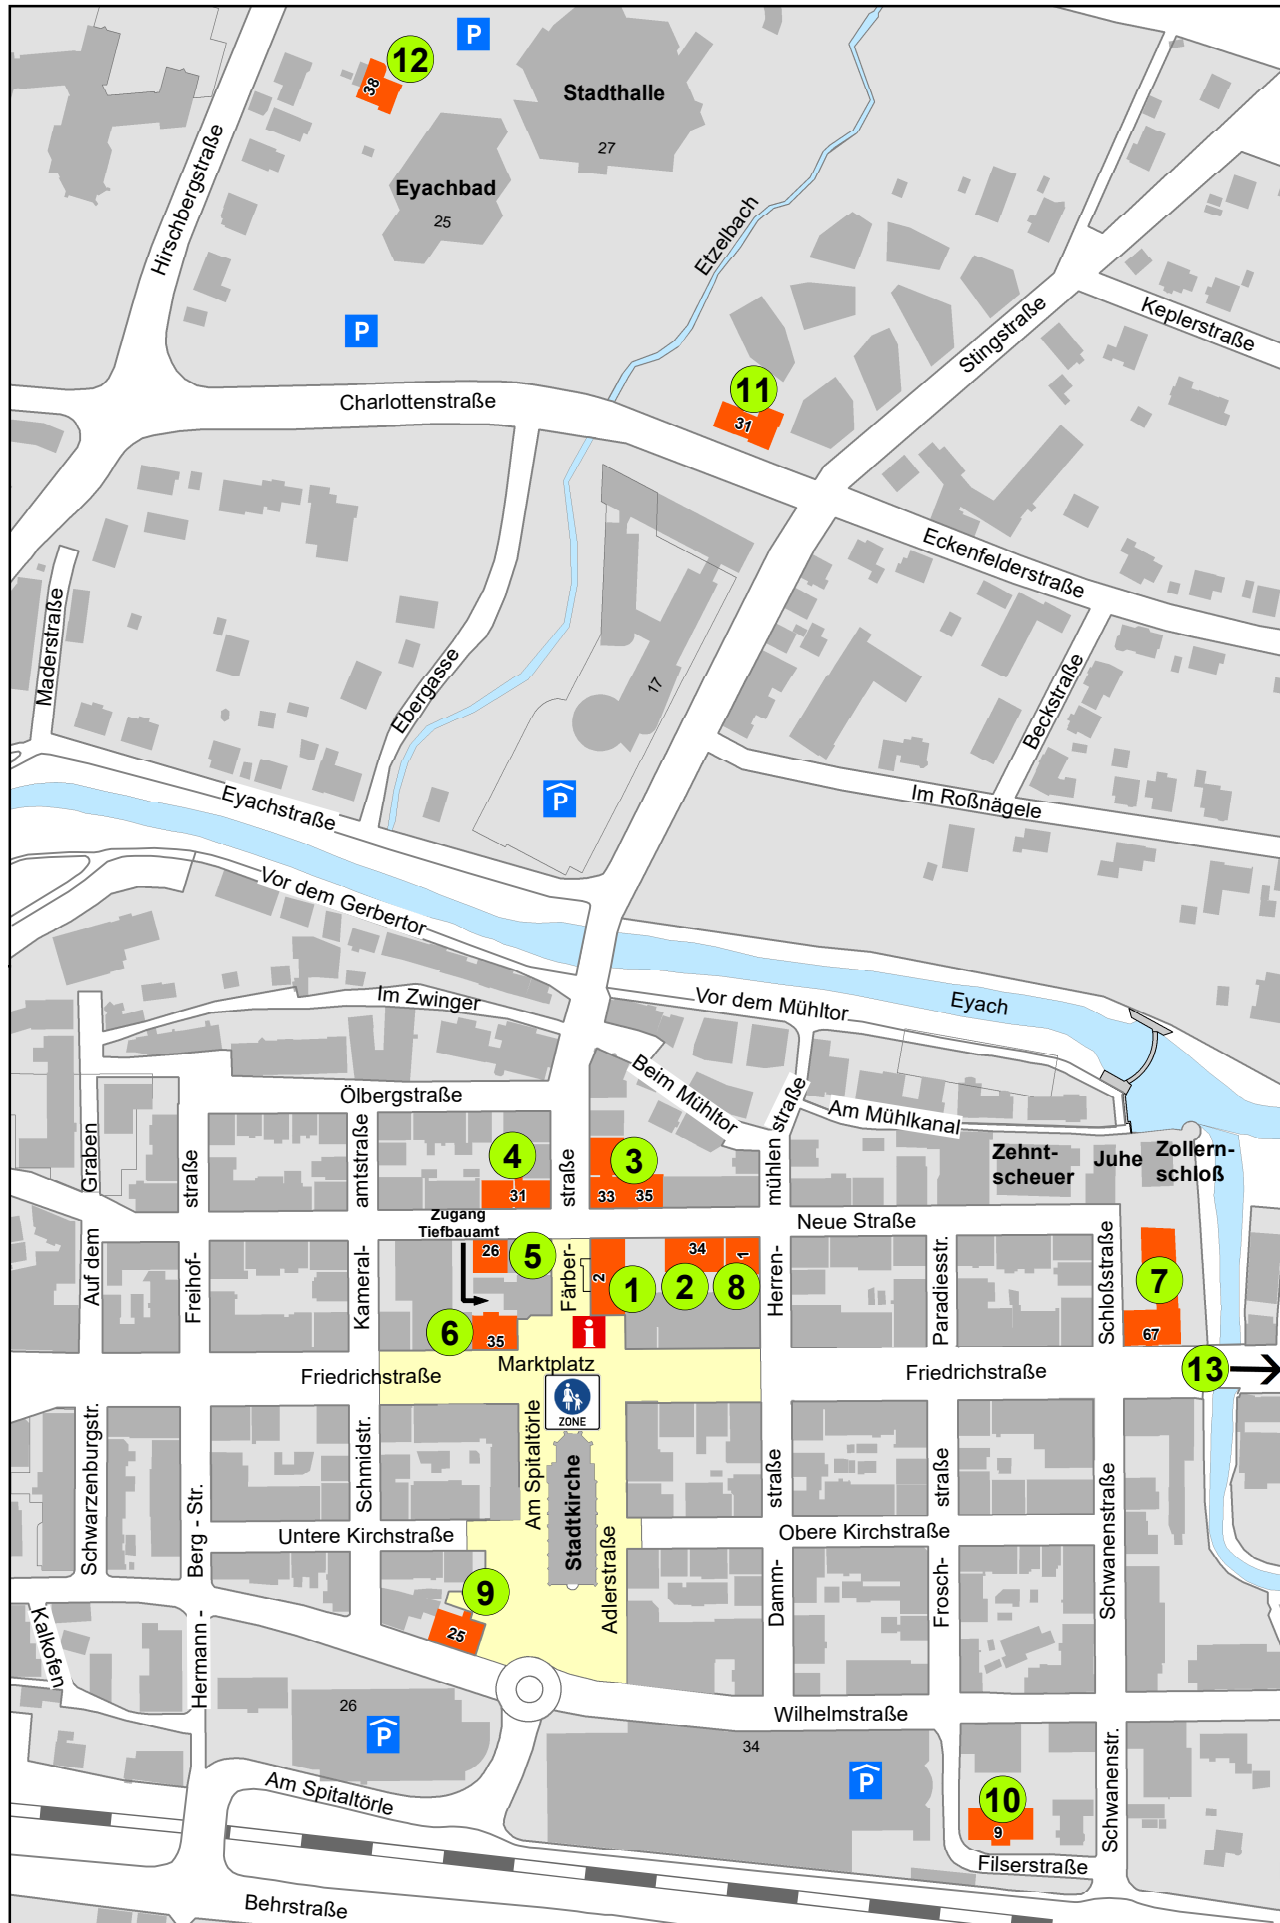 P
12
38
Stadthalle
27
Eyachbad
25
Hirschbergstraße
Etzelbach
P
Stingstraße
Keplerstraße
Charlottenstraße
11
31
Eckenfelderstraße
Maderstraße
Ebergasse
17
Beckstraße
P
Im Roßnägele
Eyachstraße
Vor dem Gerbertor
Im Zwinger
Vor dem Mühltor
Eyach
Ölbergstraße
Beim Mühltor
Am Mühlkanal
Graben
straße
amtstraße
4
31
straße
3
33
35
mühlen
straße
Zehnt-
scheuer
Juhe
Zollern-
schloß
Zugang
Tiefbauamt
Neue Straße
Auf dem
Freihof-
Kameral-
26
5
Färber-
2
1
34
2
1
8
Herren-
Paradiesstr.
Schloßstraße
7
67
6
35
i
Marktplatz
Friedrichstraße
Friedrichstraße
13
ZONE
Schwarzenburgstr.
Berg - Str.
Schmidstr.
Am Spitaltörle
Stadtkirche
straße
straße
Schwanenstraße
Untere Kirchstraße
Obere Kirchstraße
Adlerstraße
9
25
Damm-
Frosch-
Kalkofen
Hermann -
26
P
Wilhelmstraße
34
P
Am Spitaltörle
10
9
Schwanenstr.
Filserstraße
Behrstraße